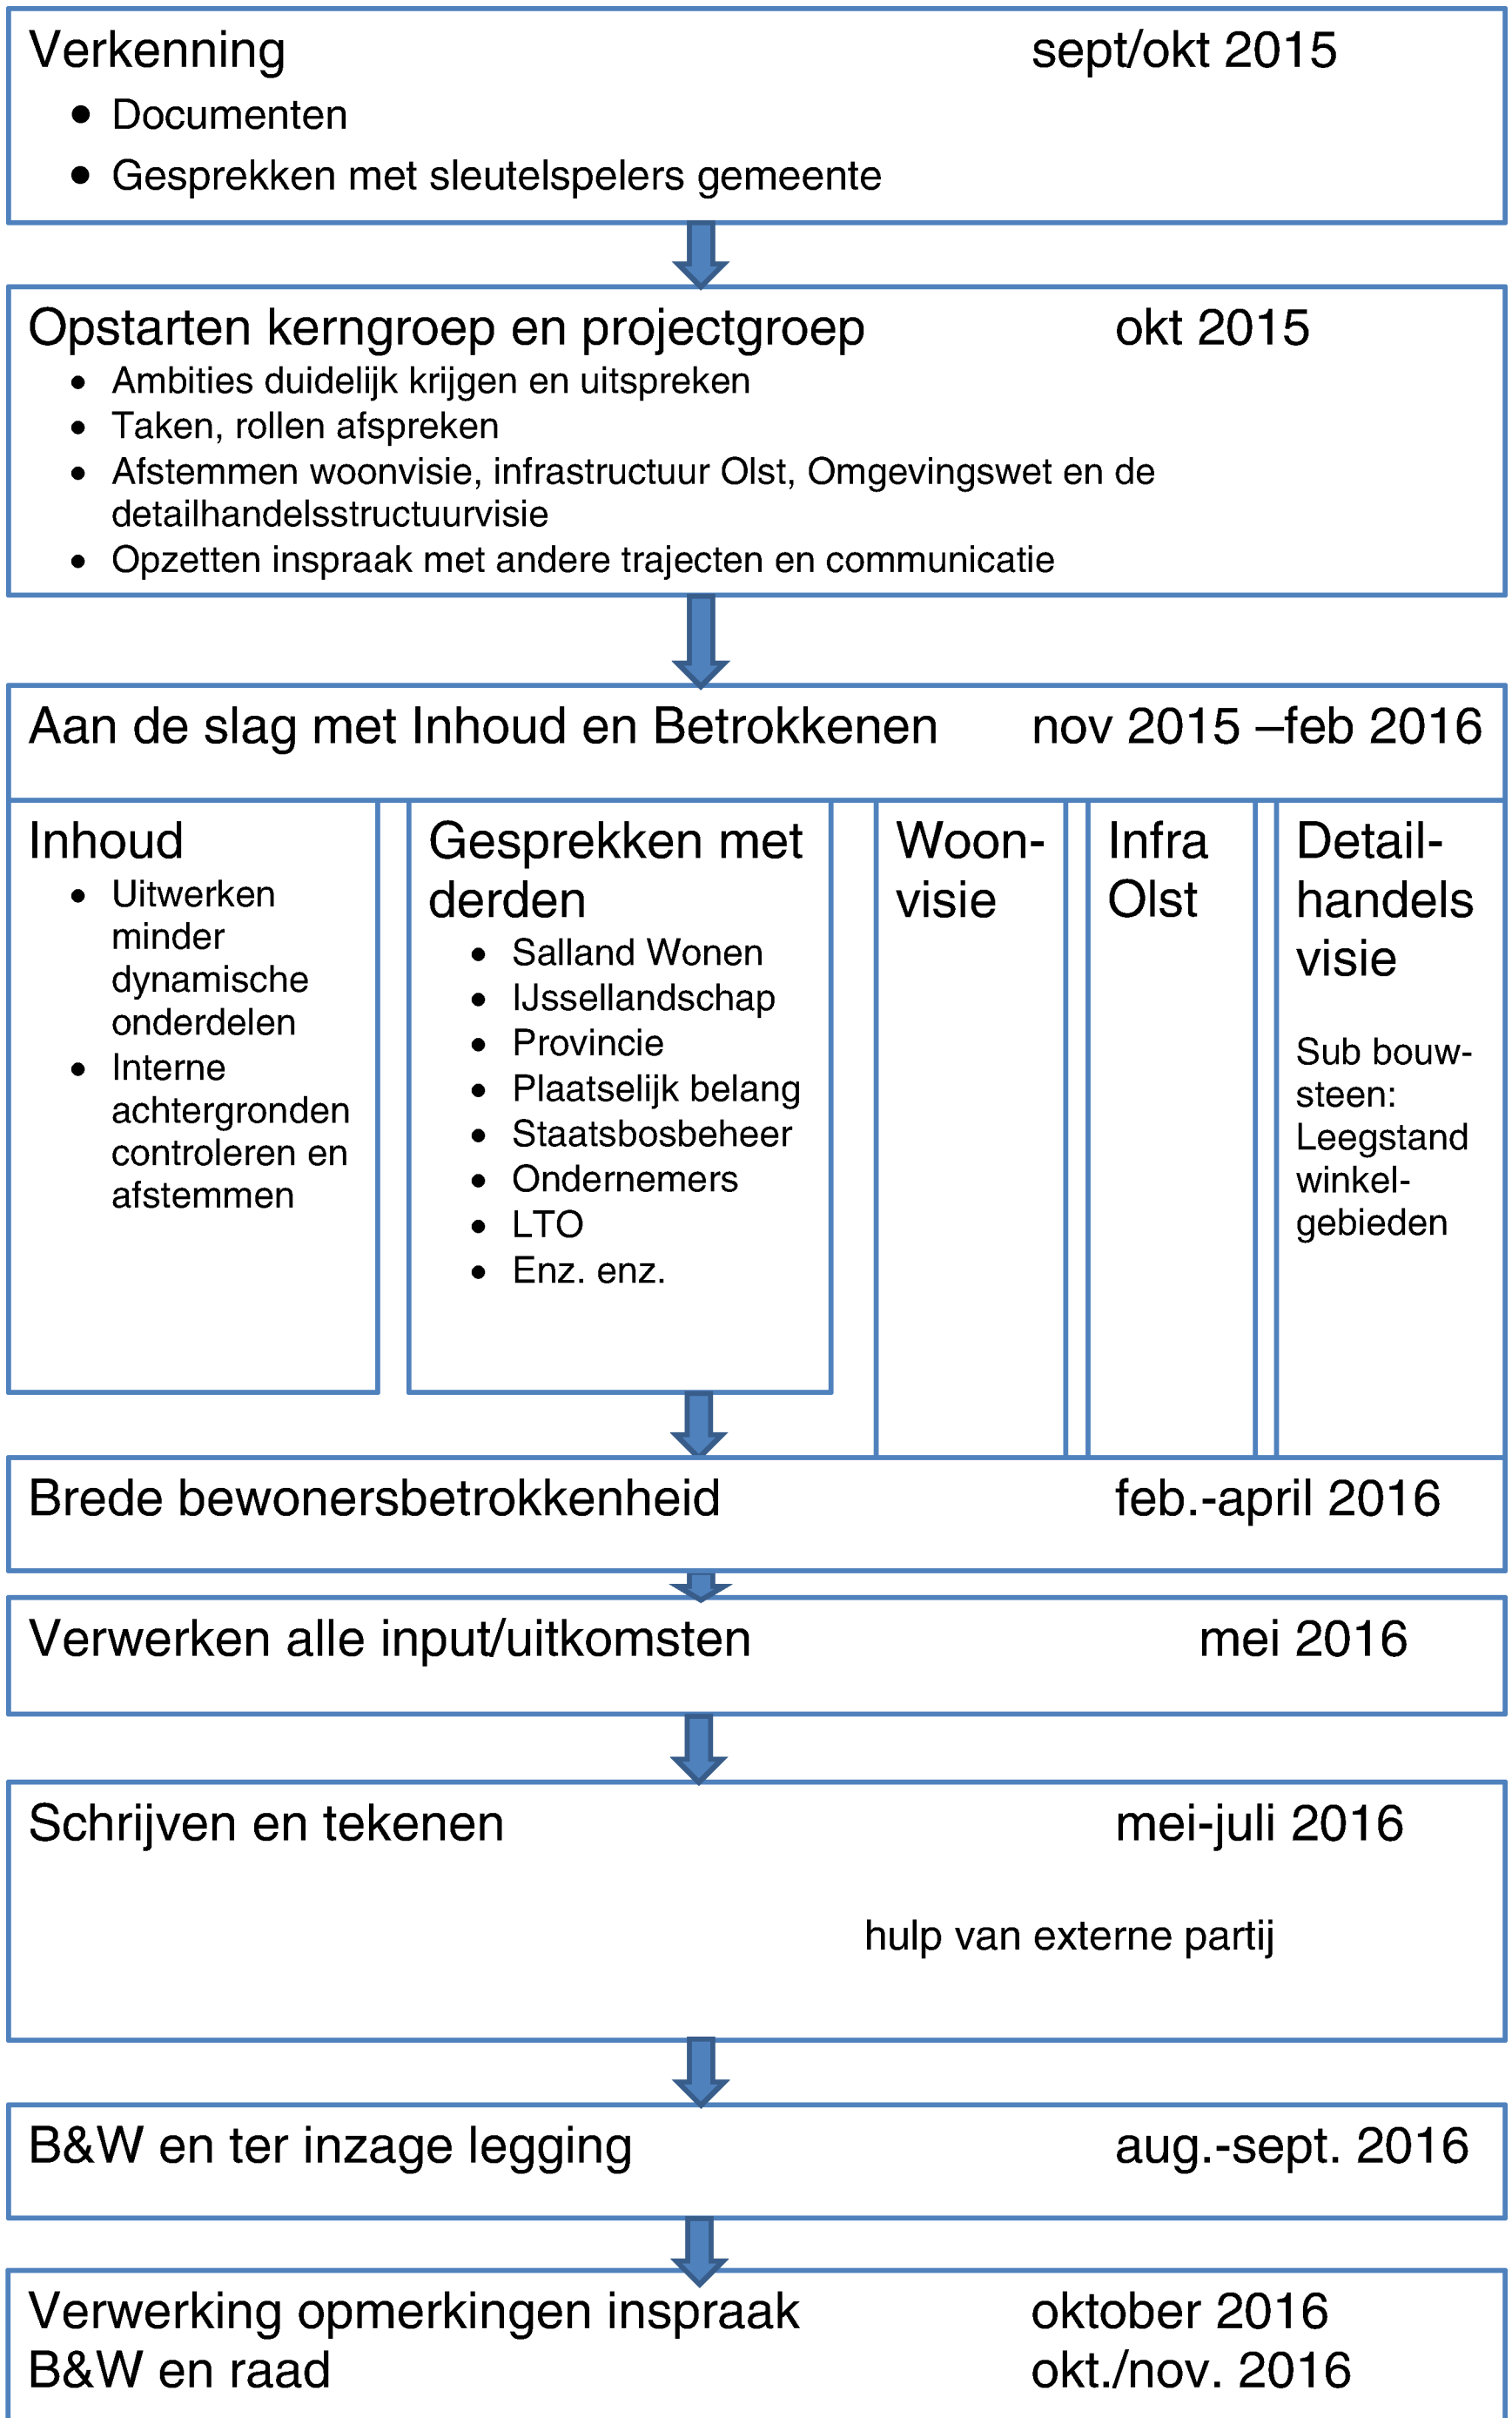 Verkenning sept/okt 2015
• Documenten
• Gesprekken met sleutelspelers gemeente
Opstarten kerngroep en projectgroep okt 2015
• Ambities duidelijk krijgen en uitspreken
• Taken, rollen afspreken
• Afstemmen woonvisie, infrastructuur Olst, Omgevingswet en de
detailhandelsstructuurvisie
• Opzetten inspraak met andere trajecten en communicatie
Aan de slag met Inhoud en Betrokkenen nov 2015 –feb 2016
Inhoud
• Uitwerken
minder
dynamische
onderdelen
• Interne
achtergronden
controleren en
afstemmen
Gesprekken met
derden
• Salland Wonen
• IJssellandschap
• Provincie
• Plaatselijk belang
• Staatsbosbeheer
• Ondernemers
• LTO
• Enz. enz.
Woon-
visie
Infra
Olst
Detail-
handels
visie
Sub bouw-
steen:
Leegstand
winkel-
gebieden
Brede bewonersbetrokkenheid feb.-april 2016
Verwerken alle input/uitkomsten mei 2016
Schrijven en tekenen mei-juli 2016
hulp van externe partij
B&W en ter inzage legging aug.-sept. 2016
Verwerking opmerkingen inspraak oktober 2016
B&W en raad okt./nov. 2016